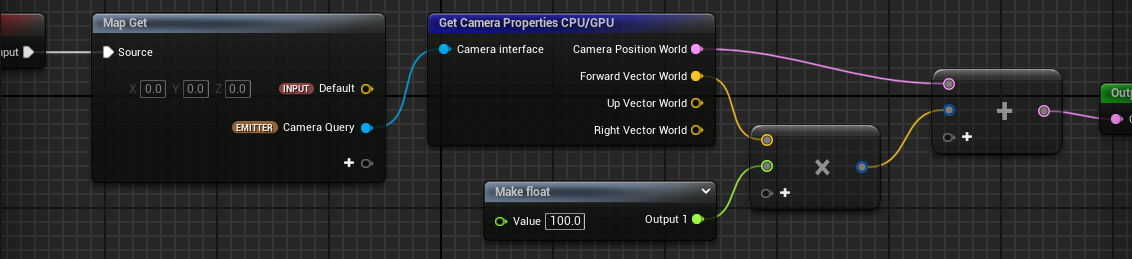 Map Get
Get Camera Properties CPU/GPU
put
Source
Camera interface
Camera Position World
X 0.0 Y 0.0 Z 0.0 INPUT Default
Forward Vector World
EMITTER Camera Query
Up Vector World
Right Vector World
Make float
Value 100.0
Output 1
Outp